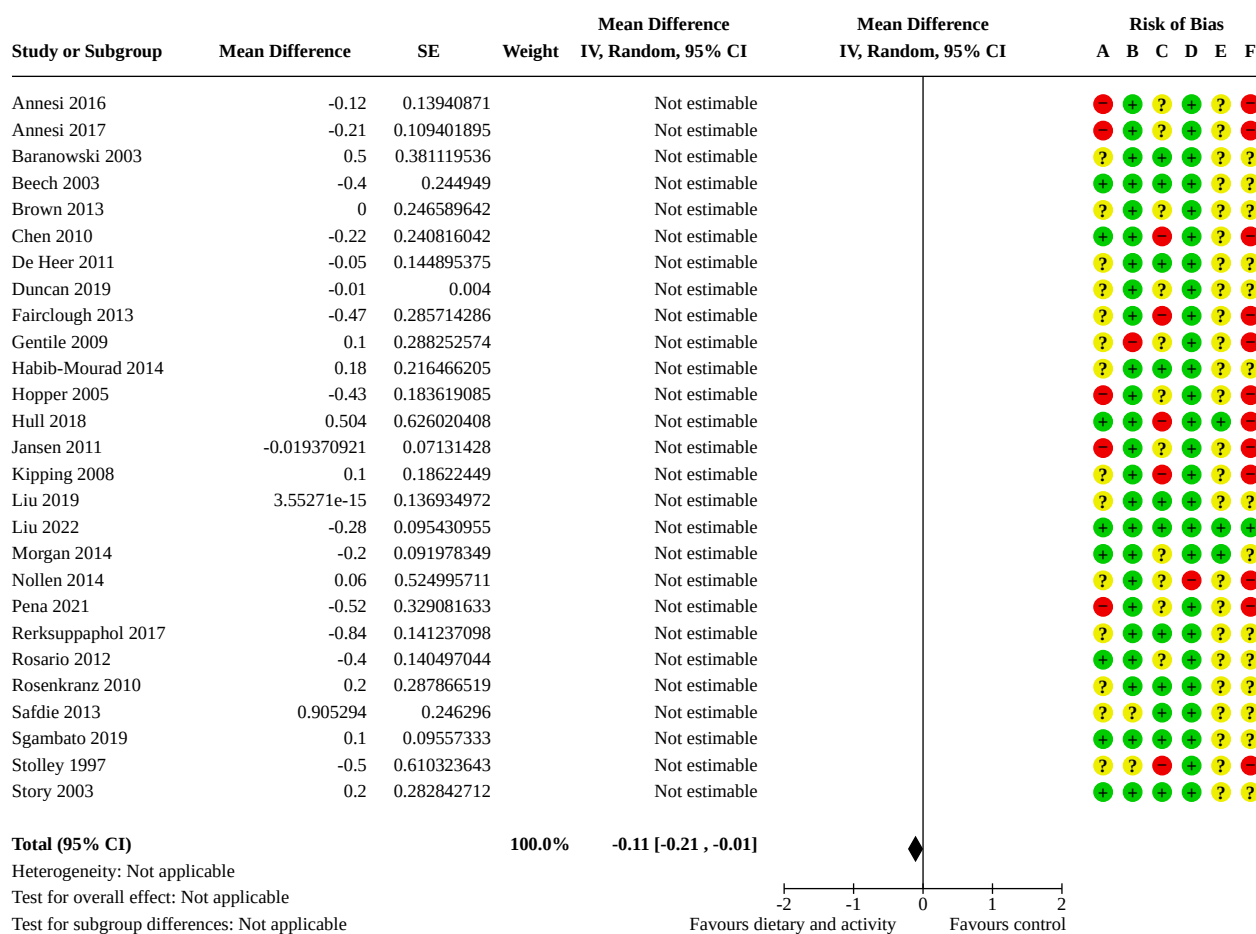 Mean Difference Mean Difference Risk of Bias
Study or Subgroup Mean Difference SE Weight IV, Random, 95% CI IV, Random, 95% CI A B C D E F
Annesi 2016 -0.12 0.13940871 Not estimable − + ? + ? −
Annesi 2017 -0.21 0.109401895 Not estimable − + ? + ? −
Baranowski 2003 0.5 0.381119536 Not estimable ? + + + ? ?
Beech 2003 -0.4 0.244949 Not estimable + + + + ? ?
Brown 2013 0 0.246589642 Not estimable ? + ? + ? ?
Chen 2010 -0.22 0.240816042 Not estimable + + − + ? −
De Heer 2011 -0.05 0.144895375 Not estimable ? + + + ? ?
Duncan 2019 -0.01 0.004 Not estimable ? + ? + ? ?
Fairclough 2013 -0.47 0.285714286 Not estimable ? + − + ? −
Gentile 2009 0.1 0.288252574 Not estimable ? − ? + ? −
Habib-Mourad 2014 0.18 0.216466205 Not estimable ? + + + ? ?
Hopper 2005 -0.43 0.183619085 Not estimable − + ? + ? −
Hull 2018 0.504 0.626020408 Not estimable + + − + + −
Jansen 2011 -0.019370921 0.07131428 Not estimable − + ? + ? −
Kipping 2008 0.1 0.18622449 Not estimable ? + − + ? −
Liu 2019 3.55271e-15 0.136934972 Not estimable ? + + + ? ?
Liu 2022 -0.28 0.095430955 Not estimable + + + + + +
Morgan 2014 -0.2 0.091978349 Not estimable + + ? + + ?
Nollen 2014 0.06 0.524995711 Not estimable ? + ? − ? −
Pena 2021 -0.52 0.329081633 Not estimable − + ? + ? −
Rerksuppaphol 2017 -0.84 0.141237098 Not estimable ? + + + ? ?
Rosario 2012 -0.4 0.140497044 Not estimable + + ? + ? ?
Rosenkranz 2010 0.2 0.287866519 Not estimable ? + + + ? ?
Safdie 2013 0.905294 0.246296 Not estimable ? ? + + ? ?
Sgambato 2019 0.1 0.09557333 Not estimable + + + + ? ?
Stolley 1997 -0.5 0.610323643 Not estimable ? ? − + ? −
Story 2003 0.2 0.282842712 Not estimable + + + + ? ?
Total (95% CI) 100.0% -0.11 [-0.21 , -0.01]
Heterogeneity: Not applicable
Test for overall effect: Not applicable
-2 -1 0 1 2
Test for subgroup differences: Not applicable Favours dietary and activity Favours control